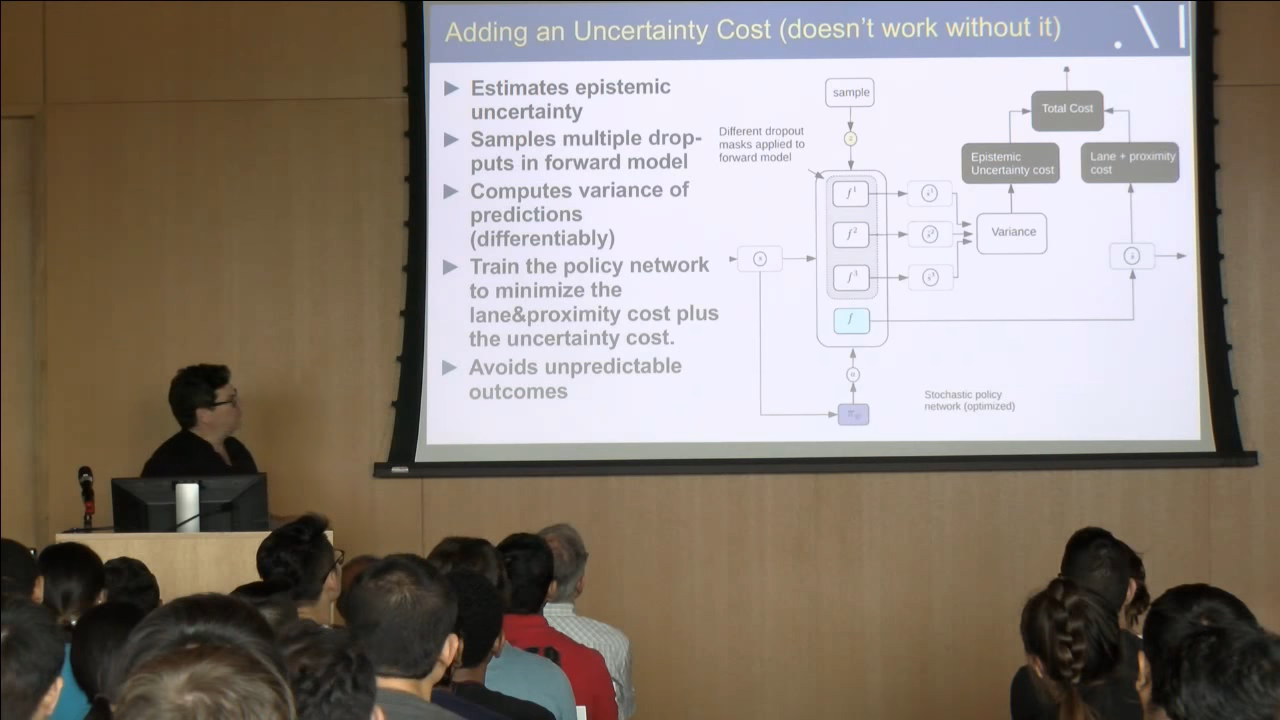 Adding an Uncertainty Cost (doesn't work without it)
Estimates epistemic
uncertainty
Samples multiple drop-
puts in forward model
Computes variance of
predictions
(differentiably)
Train the policy network
to minimize the
lane&proximity cost plus
the uncertainty cost.
Avoids unpredictable
outcomes
sample
Different dropout
masks applied to
forward model
f¹
f²
f³
f
Variance
Epistemic
Uncertainty cost
Lane + proximity
cost
Total Cost
Stochastic policy
network (optimized)